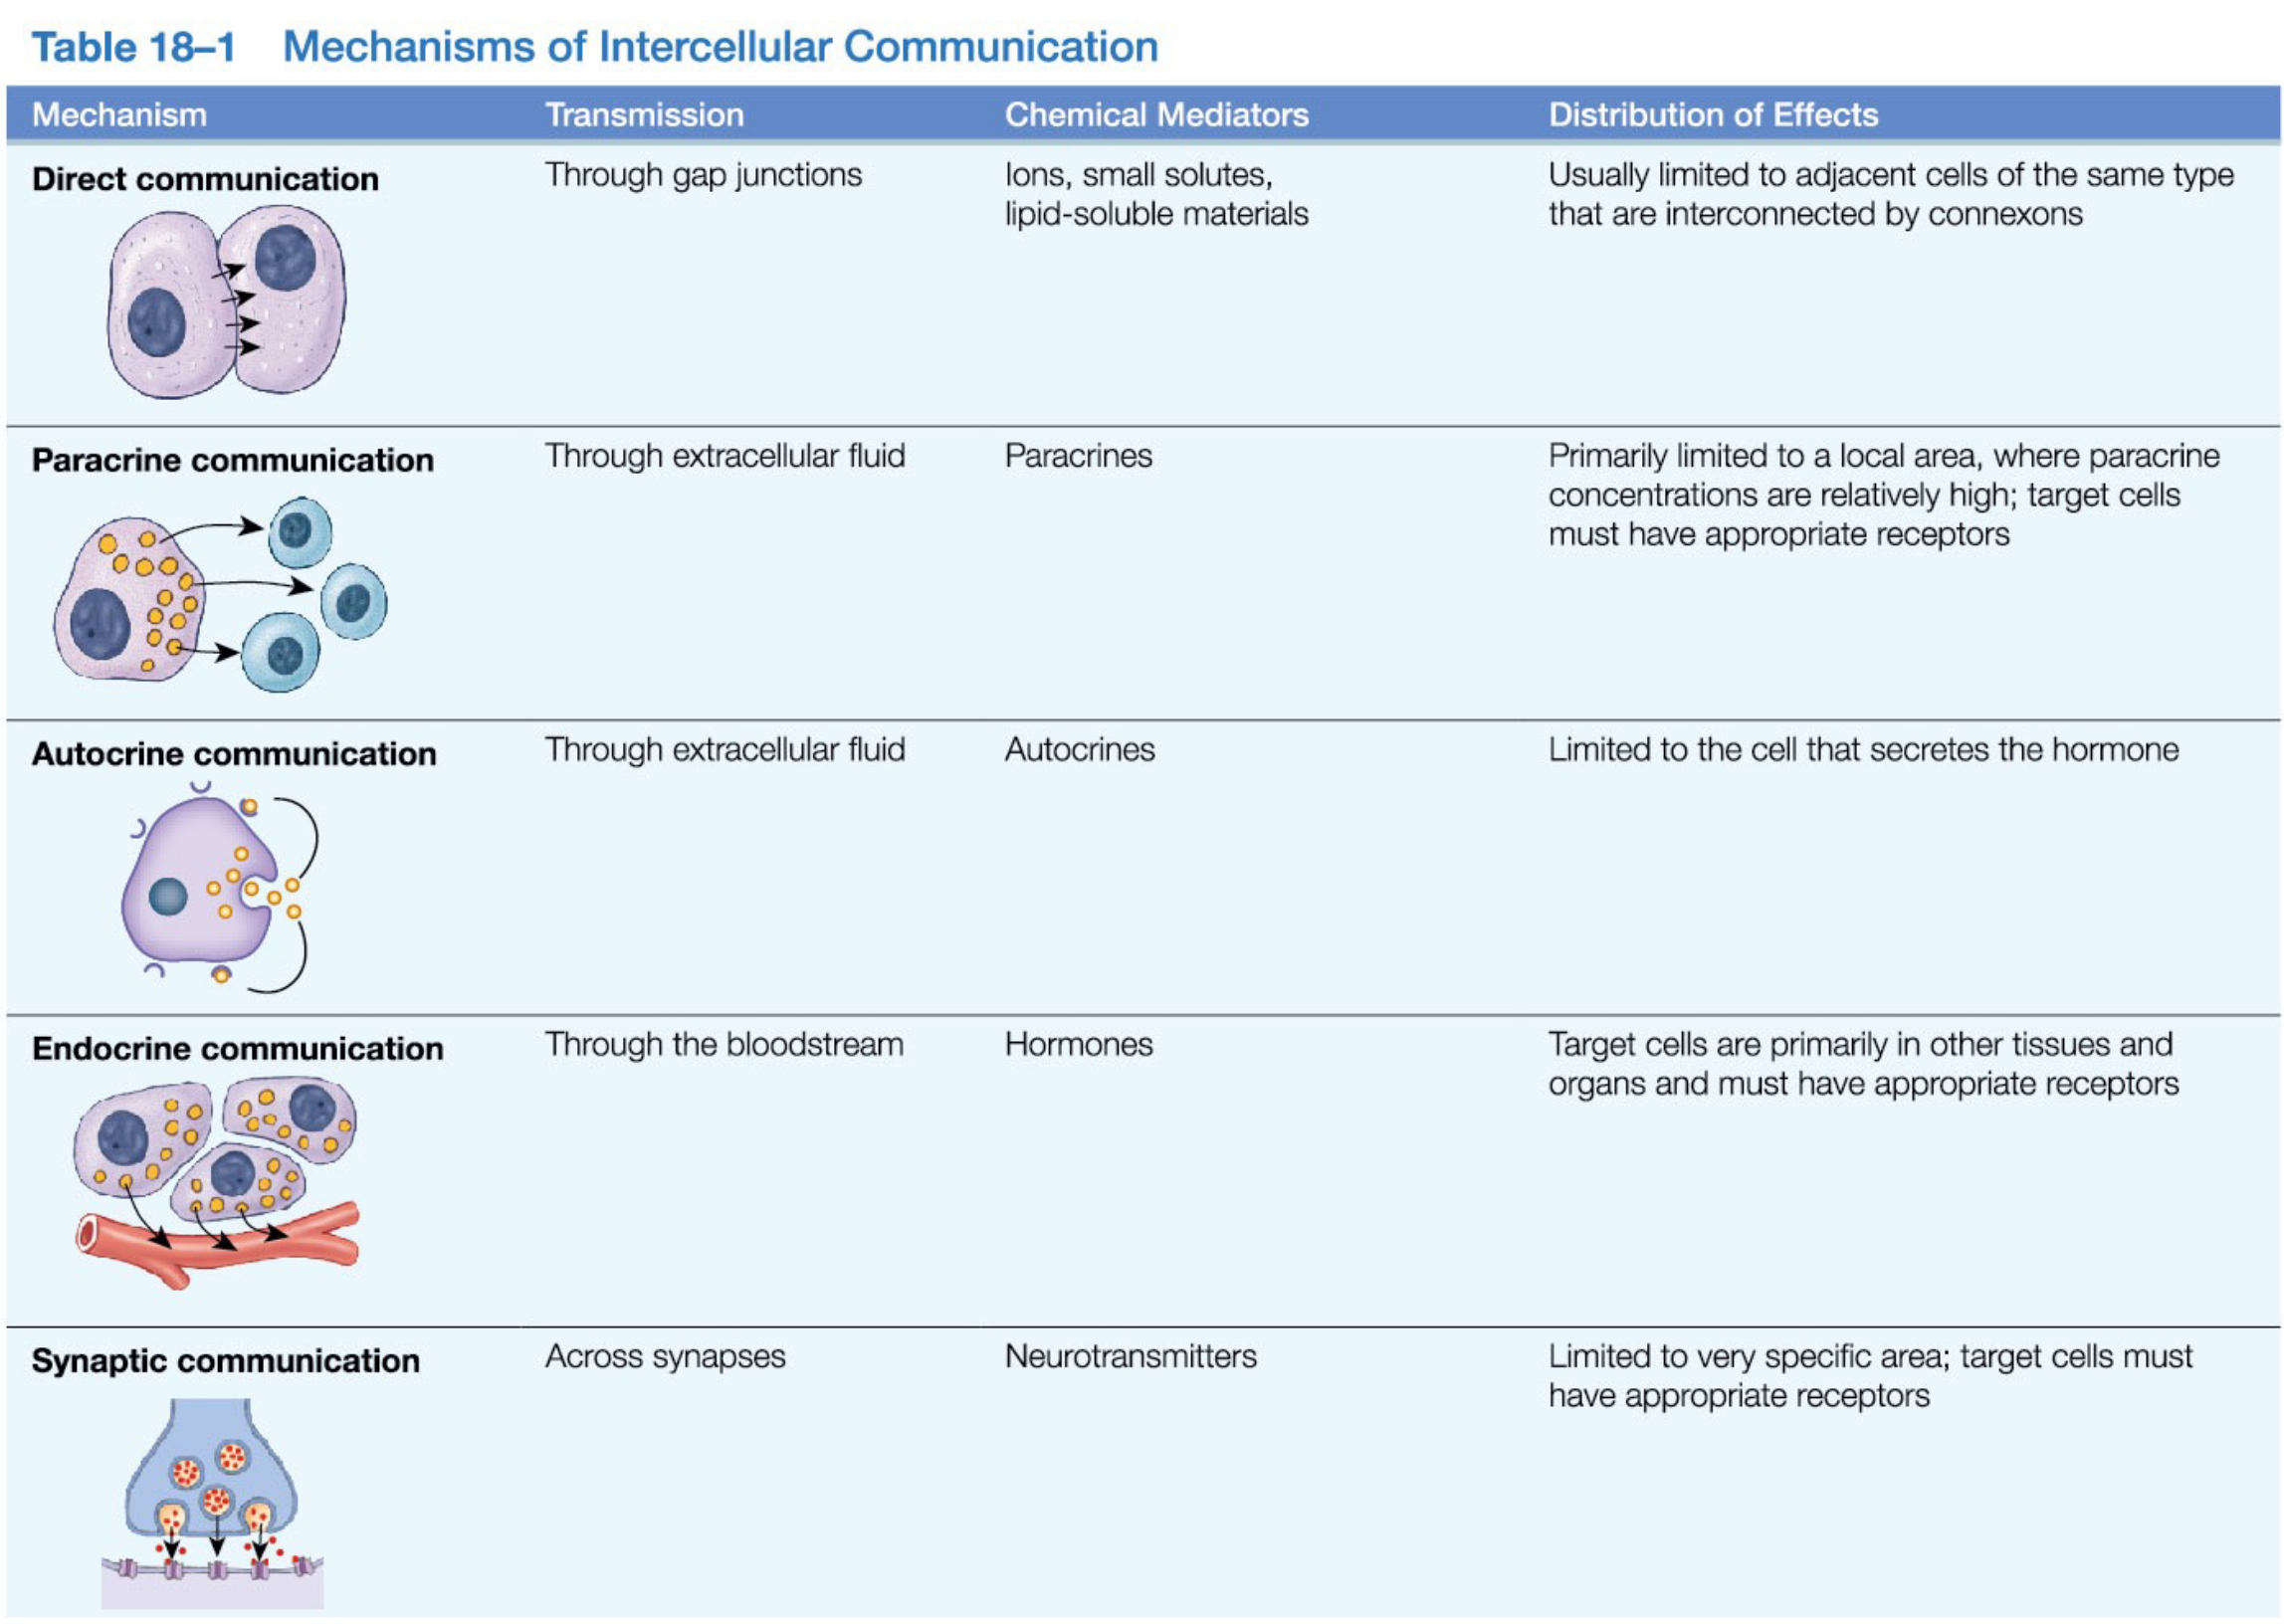 Table 18–1 Mechanisms of Intercellular Communication
Mechanism Transmission Chemical Mediators Distribution of Effects
Direct communication
Through gap junctions
Ions, small solutes,
lipid-soluble materials
Usually limited to adjacent cells of the same type
that are interconnected by connexons
Paracrine communication
Through extracellular fluid
Paracrines
Primarily limited to a local area, where paracrine
concentrations are relatively high; target cells
must have appropriate receptors
Autocrine communication
Through extracellular fluid
Autocrines
Limited to the cell that secretes the hormone
Endocrine communication
Through the bloodstream
Hormones
Target cells are primarily in other tissues and
organs and must have appropriate receptors
Synaptic communication
Across synapses
Neurotransmitters
Limited to very specific area; target cells must
have appropriate receptors